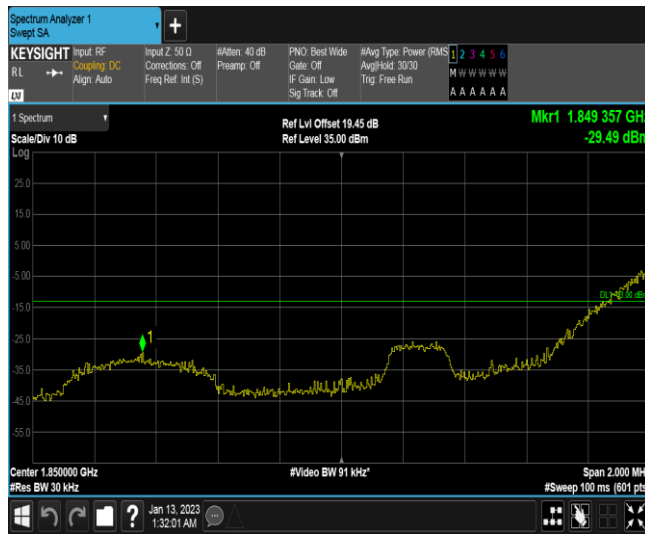 Spectrum Analyzer 1
Swept SA
+
KEYSIGHT Input: RF Input Z: 50 Ω #Atten: 40 dB PNO: Best Wide #Avg Type: Power (RMS 1 2 3 4 5 6
RL Coupling: DC Corrections: Off Preamp: Off Gate: Off Avg|Hold: 30/30 M W W W W W
Align: Auto Freq Ref: Int (S) IF Gain: Low Trig: Free Run
LXI Sig Track: Off A A A A A A
1 Spectrum Ref Lvl Offset 19.45 dB Mkr1 1.849 357 GHz
Scale/Div 10 dB Ref Level 35.00 dBm -29.49 dBm
Log
25.0
15.0
5.00
-5.00
DL1 -13.00 dBm
-15.0
1
-25.0
-35.0
-45.0
-55.0
Center 1.850000 GHz #Video BW 91 kHz* Span 2.000 MH
#Res BW 30 kHz #Sweep 100 ms (601 pts
? Jan 13, 2023
1:32:01 AM